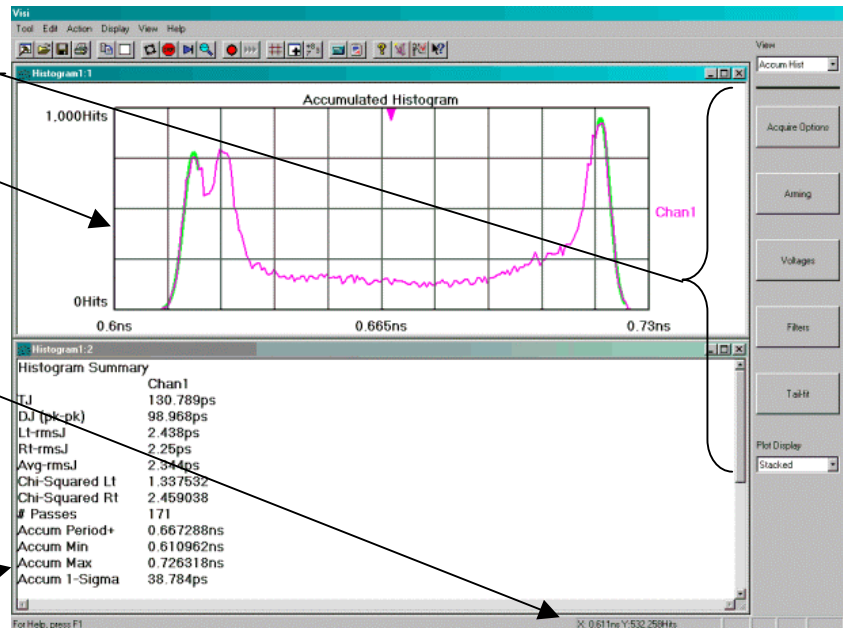 Visi
Tool Edit Action Display View Help
View
Accum Hist
Histogram1:1
Accumulated Histogram
1.000Hits
Chan1
0Hits
0.6ns 0.665ns 0.73ns
Acquire Options
Arming
Voltages
Filters
Tail-fit
Plot Display
Stacked
Histogram1:2
Histogram Summary
Chan1
TJ 130.789ps
DJ (pk-pk) 98.968ps
Lt-rmsJ 2.438ps
Rt-rmsJ 2.25ps
Avg-rmsJ 2.344ps
Chi-Squared Lt 1.337532
Chi-Squared Rt 2.459038
# Passes 171
Accum Period+ 0.667288ns
Accum Min 0.610962ns
Accum Max 0.726318ns
Accum 1-Sigma 38.784ps
For Help, press F1
X: 0.611ns Y:532.258Hits